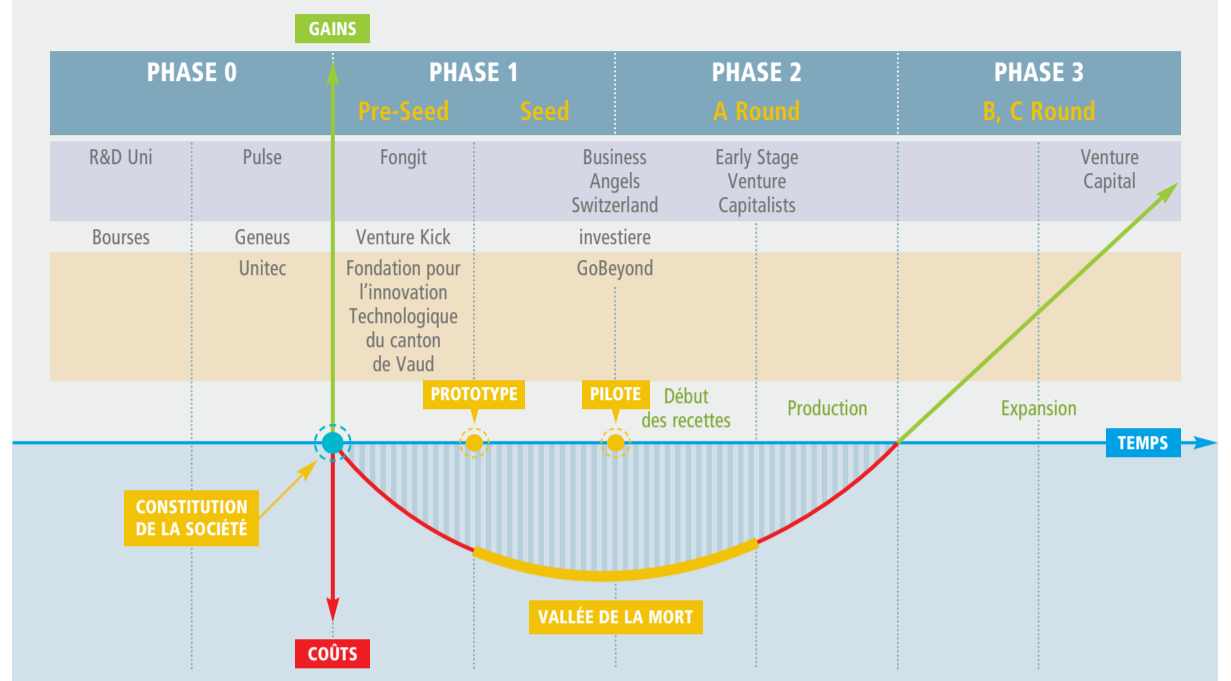 GAINS
PHASE 0
PHASE 1
PHASE 2
PHASE 3
Pre-Seed
Seed
A Round
B, C Round
R&D Uni
Pulse
Fongit
Business
Angels
Switzerland
Early Stage
Venture
Capitalists
Venture
Capital
Bourses
Geneus
Venture Kick
investiere
Unitec
Fondation pour
l'innovation
Technologique
du canton
de Vaud
GoBeyond
PROTOTYPE
PILOTE
Début
des recettes
Production
Expansion
TEMPS
CONSTITUTION
DE LA SOCIÉTÉ
VALLÉE DE LA MORT
COÛTS